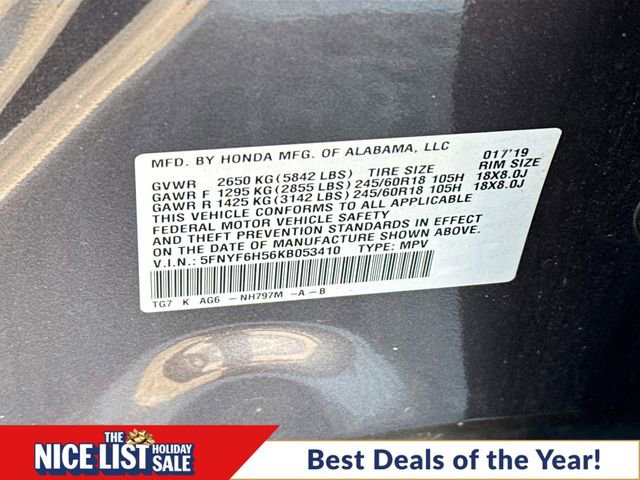 MFD. BY HONDA MFG. OF ALABAMA, LLC 017'19
GVWR 2650 KG (5842 LBS) TIRE SIZE RIM SIZE
GAWR F 1295 KG (2855 LBS) 245/60R18 105H 18X8.0J
GAWR R 1425 KG (3142 LBS) 245/60R18 105H 18X8.0J
THIS VEHICLE CONFORMS TO ALL APPLICABLE
FEDERAL MOTOR VEHICLE SAFETY
AND THEFT PREVENTION STANDARDS IN EFFECT
ON THE DATE OF MANUFACTURE SHOWN ABOVE.
V.I.N.: 5FNYF6H56KB053410 TYPE: MPV
TG7 K AG6 -NH797M -A -B
THE
NICE LIST HOLIDAY SALE
Best Deals of the Year!